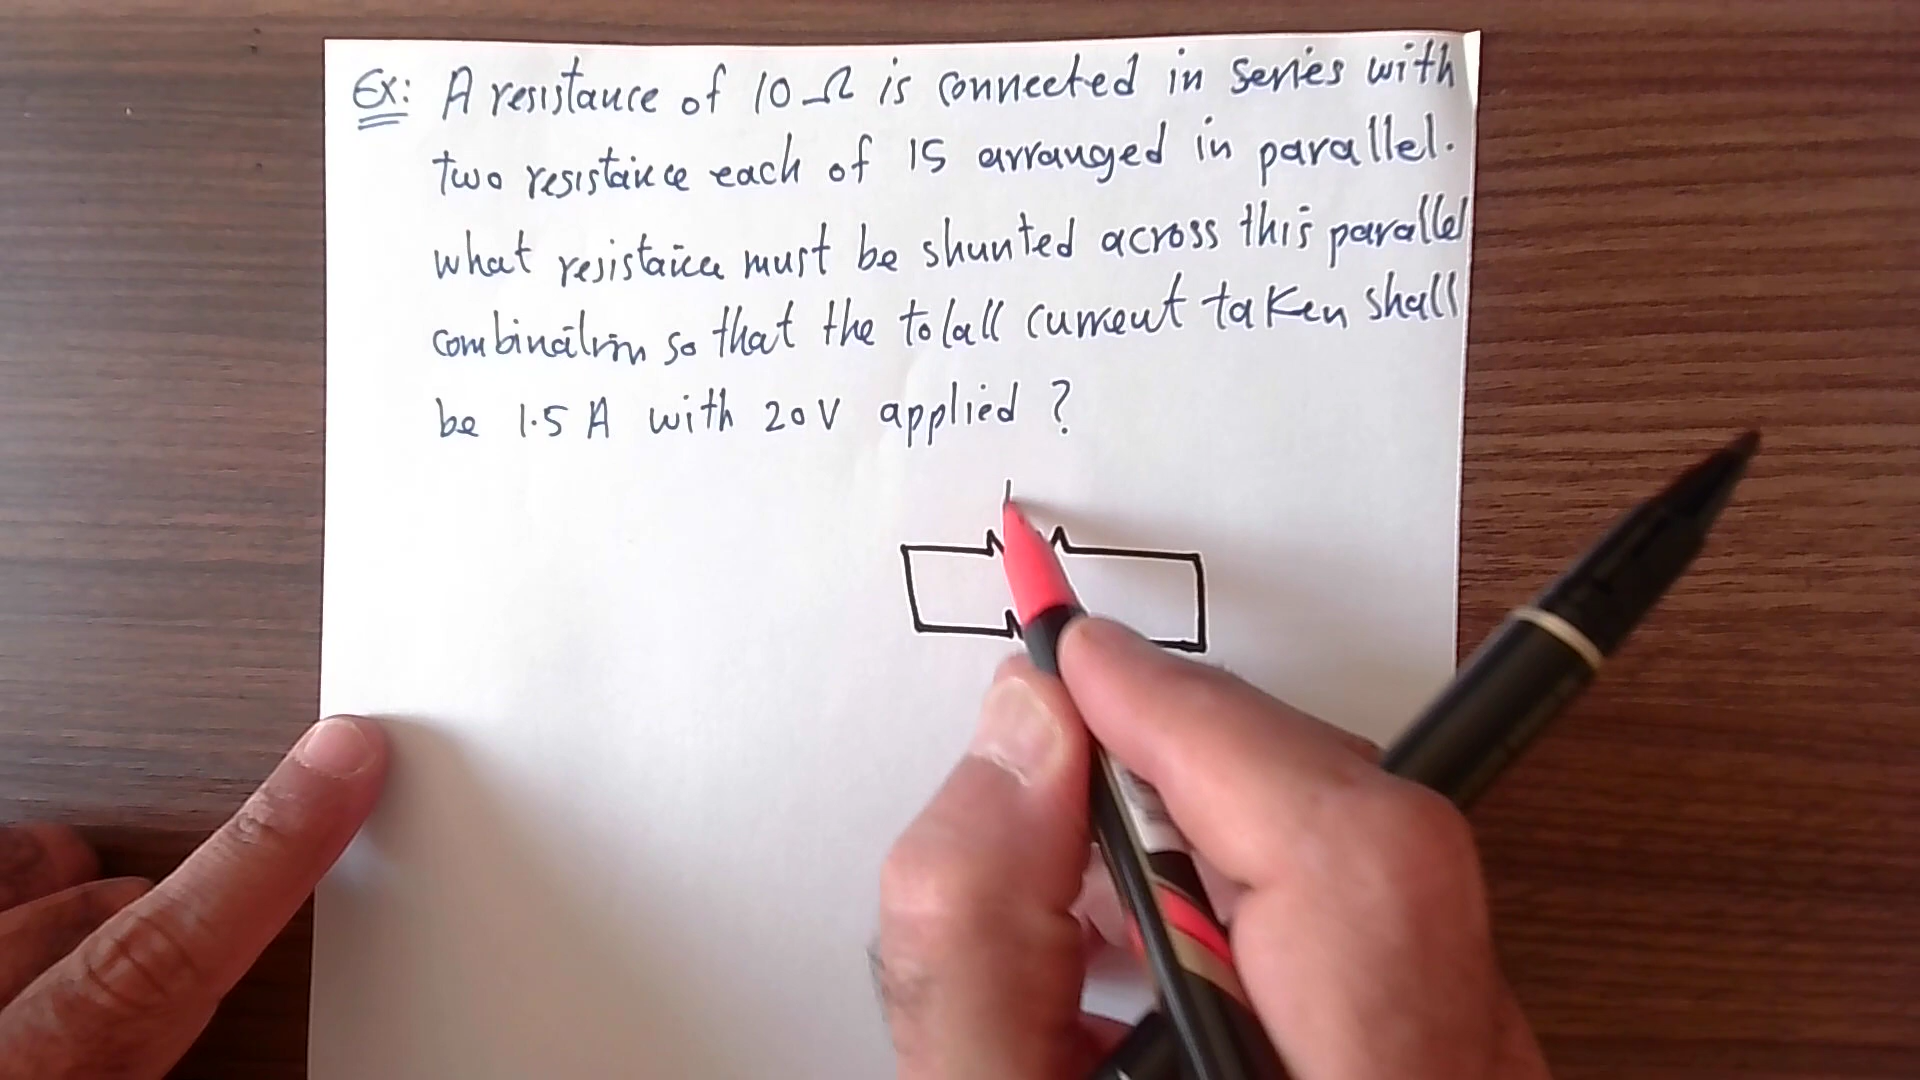 Ex: A resistance of 10 Ω is connected in series with
two resistance each of 15 arranged in parallel.
what resistance must be shunted across this parallel
combination so that the totall current taken shall
be 1.5 A with 20V applied ?